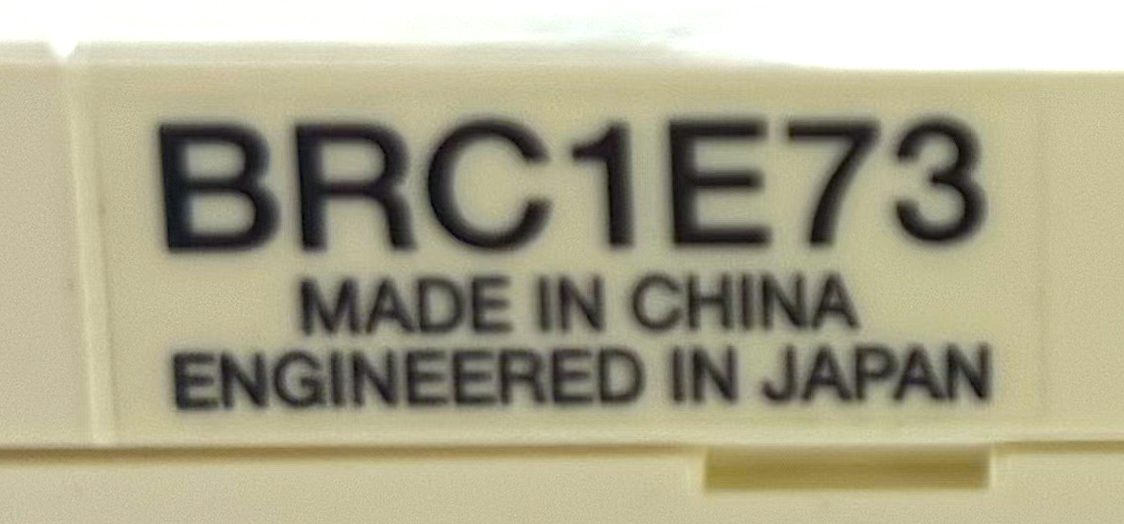 BRC1E73
MADE IN CHINA
ENGINEERED IN JAPAN